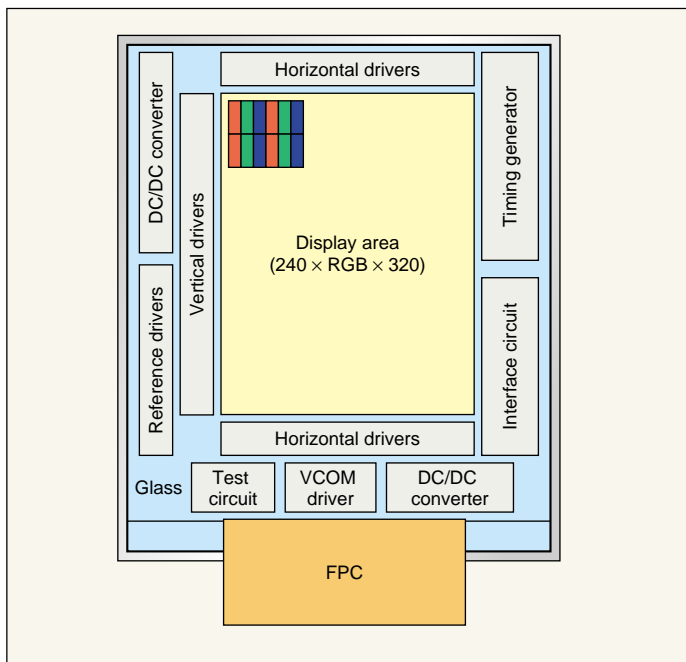 Horizontal drivers
DC/DC converter
Timing generator
Vertical drivers
Display area
(240 × RGB × 320)
Reference drivers
Interface circuit
Horizontal drivers
Glass
Test
circuit
VCOM
driver
DC/DC
converter
FPC